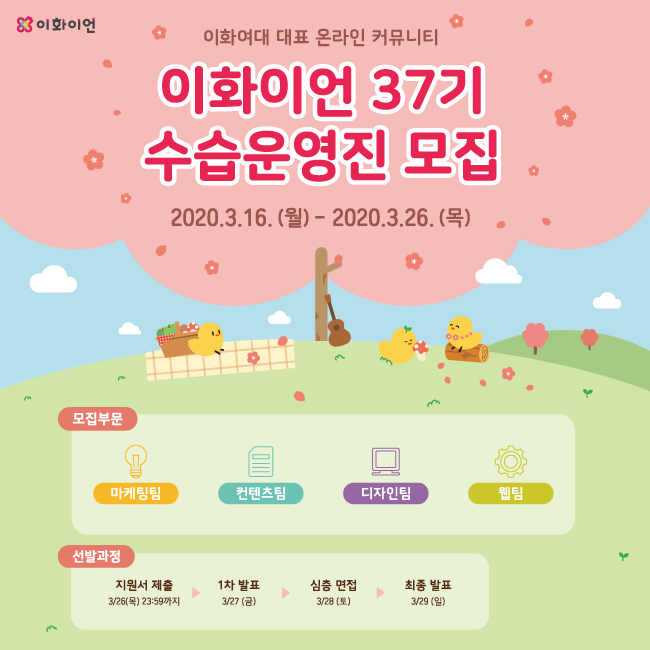 이화이언
이화여대 대표 온라인 커뮤니티
이화이언 37기
수습운영진 모집
2020.3.16. (월) - 2020.3.26. (목)
모집부문
마케팅팀
컨텐츠팀
디자인팀
웹팀
선발과정
지원서 제출
3/26(목) 23:59까지
1차 발표
3/27 (금)
심층 면접
3/28 (토)
최종 발표
3/29 (일)